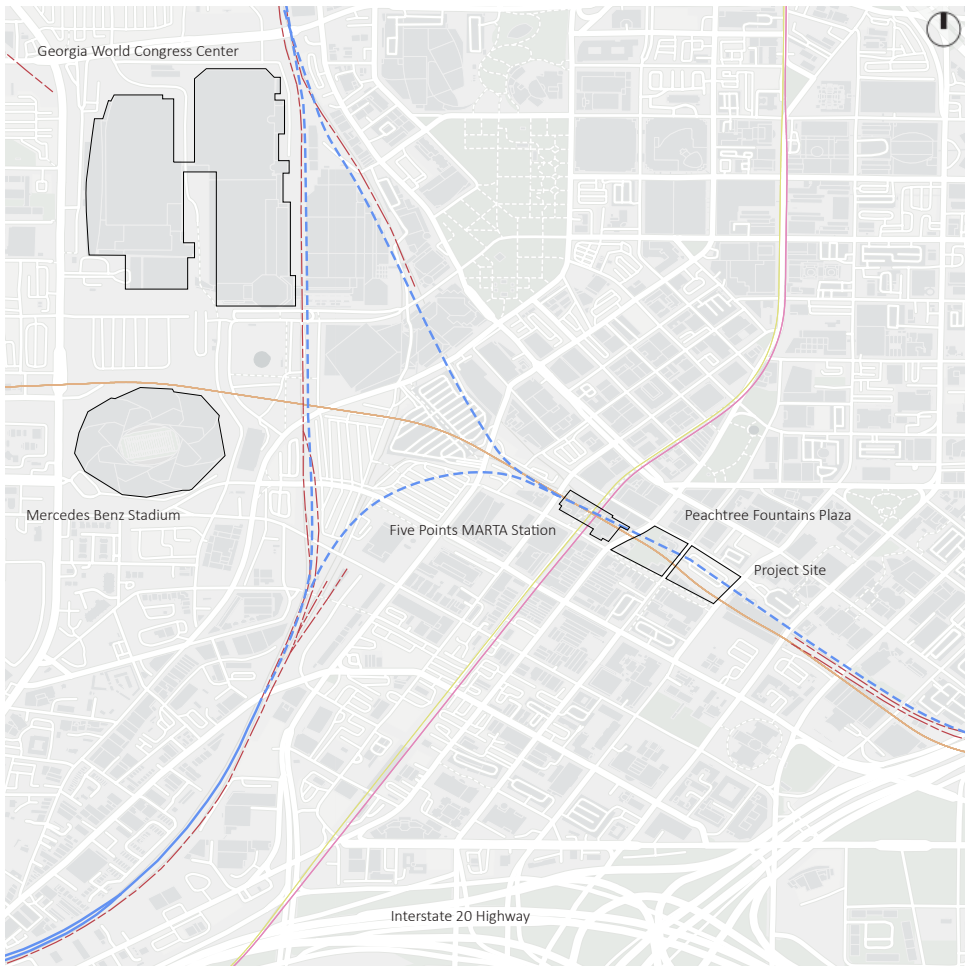 Georgia World Congress Center
Mercedes Benz Stadium
Five Points MARTA Station
Peachtree Fountains Plaza
Project Site
Interstate 20 Highway